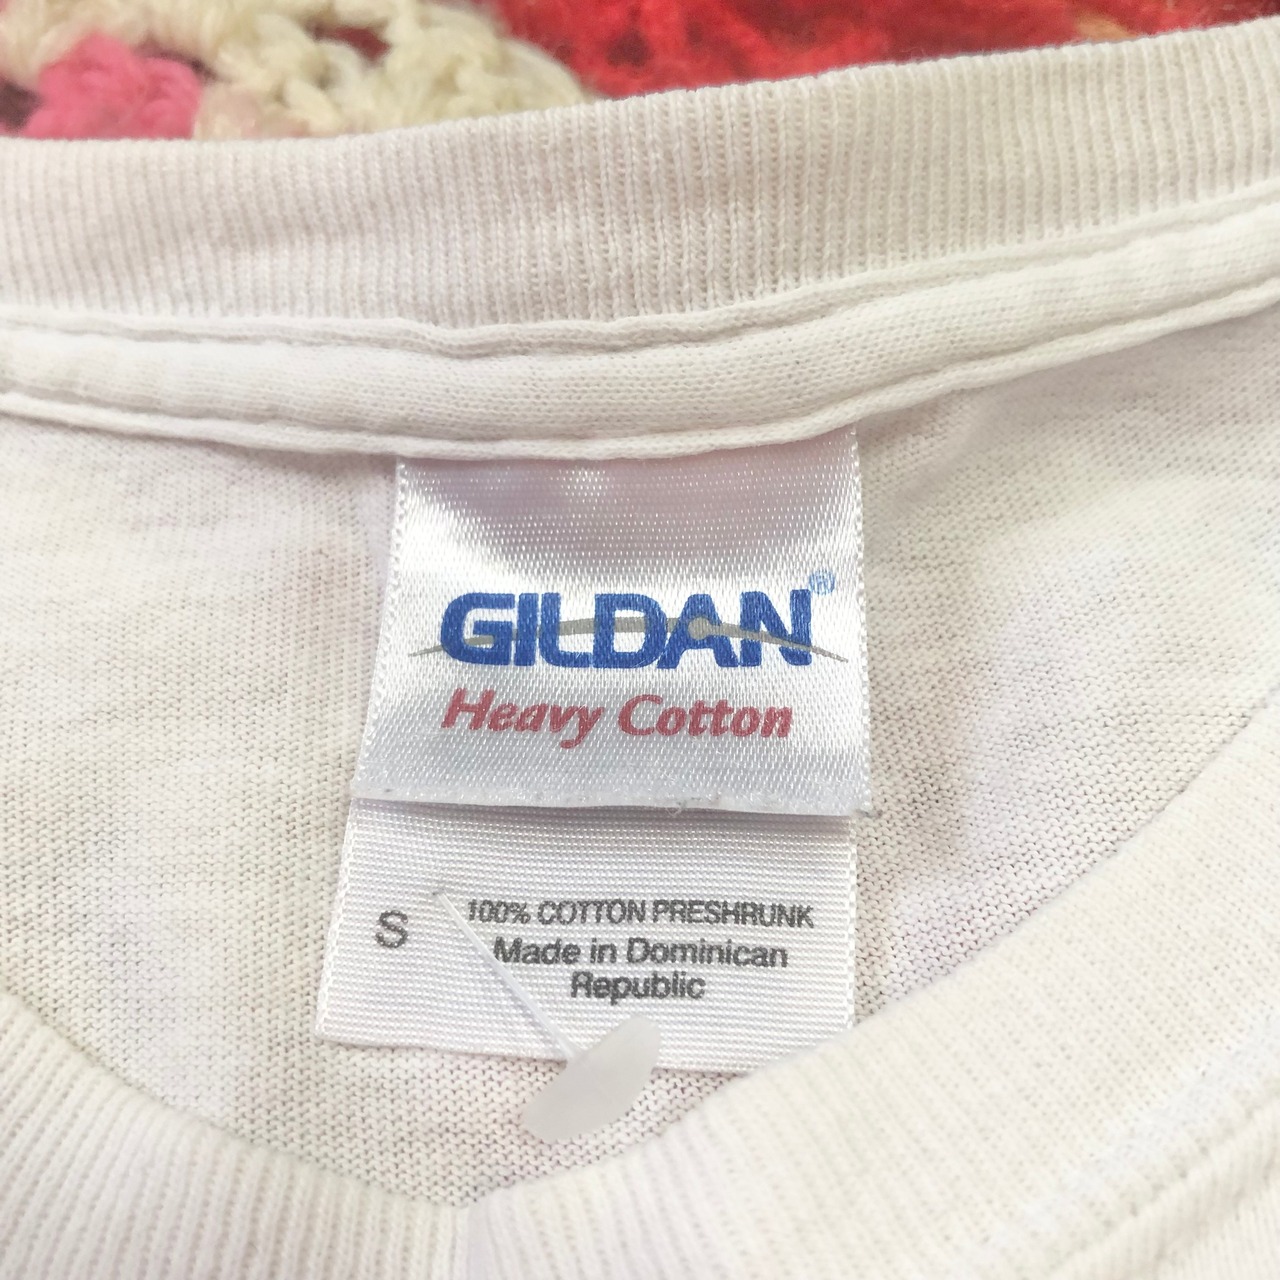 GILDAN®
Heavy Cotton
S
100% COTTON PRESHRUNK
Made in Dominican
Republic